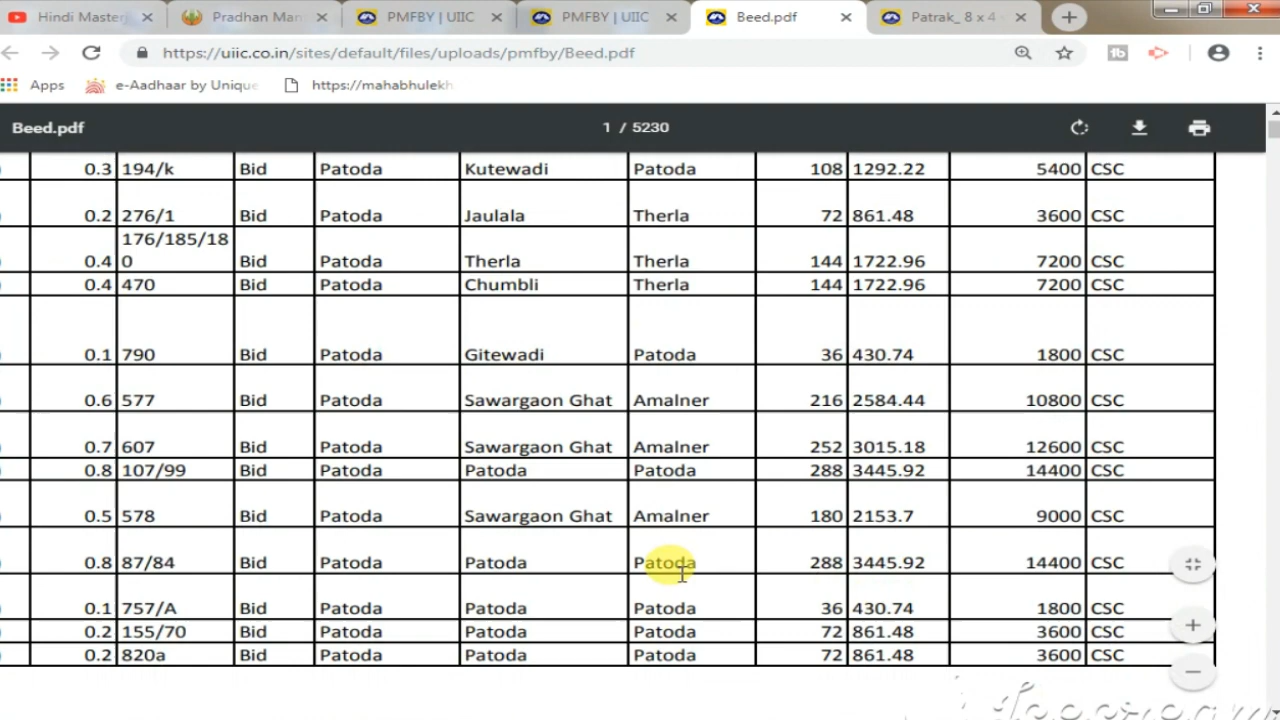 Hindi Master
Pradhan Man
PMFBY | UIIC
PMFBY | UIIC
Beed.pdf
Patrak_ 8 x 4
https://uiic.co.in/sites/default/files/uploads/pmfby/Beed.pdf
Apps
e-Aadhaar by Unique
https://mahabhulekh
Beed.pdf
1 / 5230
0.3 194/k Bid Patoda Kutewadi Patoda 108 1292.22 5400 CSC
0.2 276/1 Bid Patoda Jaulala Therla 72 861.48 3600 CSC
176/185/18
0.4 0 Bid Patoda Therla Therla 144 1722.96 7200 CSC
0.4 470 Bid Patoda Chumbli Therla 144 1722.96 7200 CSC
0.1 790 Bid Patoda Gitewadi Patoda 36 430.74 1800 CSC
0.6 577 Bid Patoda Sawargaon Ghat Amalner 216 2584.44 10800 CSC
0.7 607 Bid Patoda Sawargaon Ghat Amalner 252 3015.18 12600 CSC
0.8 107/99 Bid Patoda Patoda Patoda 288 3445.92 14400 CSC
0.5 578 Bid Patoda Sawargaon Ghat Amalner 180 2153.7 9000 CSC
0.8 87/84 Bid Patoda Patoda Patoda 288 3445.92 14400 CSC
0.1 757/A Bid Patoda Patoda Patoda 36 430.74 1800 CSC
0.2 155/70 Bid Patoda Patoda Patoda 72 861.48 3600 CSC
0.2 820a Bid Patoda Patoda Patoda 72 861.48 3600 CSC